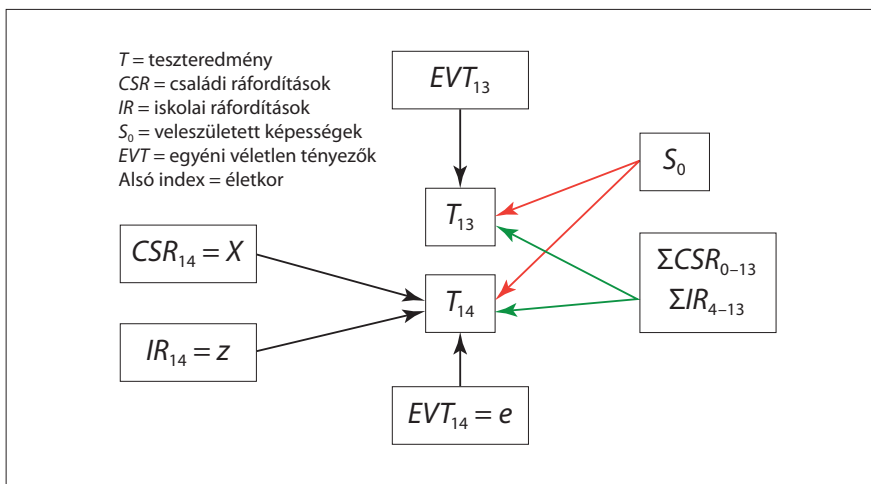 T = teszteredmény
CSR = családi ráfordítások
IR = iskolai ráfordítások
S₀ = veleszületett képességek
EVT = egyéni véletlen tényezők
Alsó index = életkor
EVT₁₃
S₀
T₁₃
CSR₁₄ = X
ΣCSR₀₋₁₃
ΣIR₄₋₁₃
T₁₄
IR₁₄ = z
EVT₁₄ = e